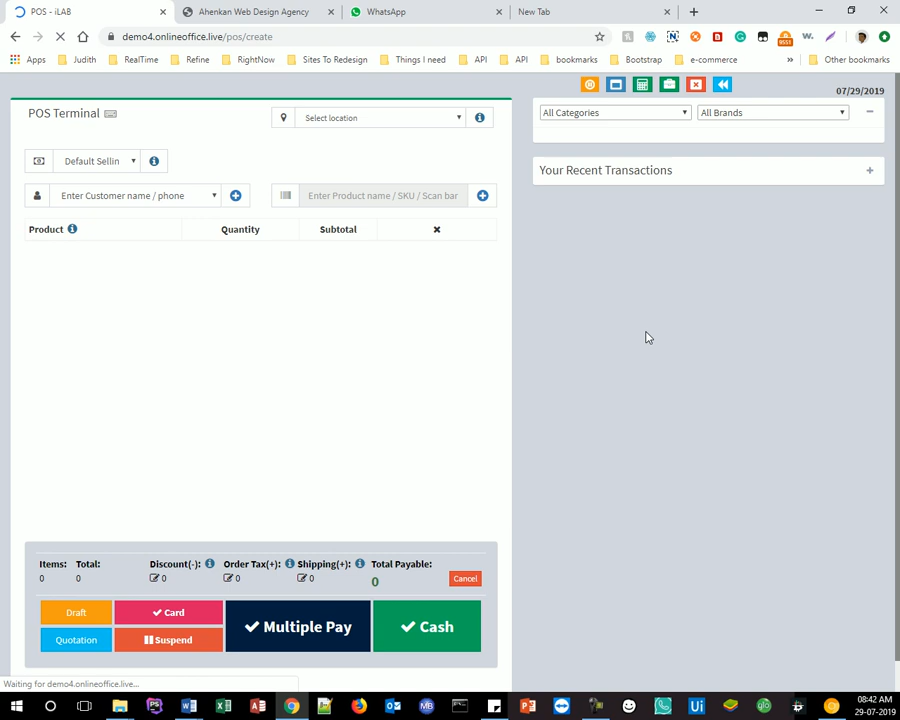 POS - iLAB
Ahenkan Web Design Agency
WhatsApp
New Tab
demo4.onlineoffice.live/pos/create
Apps
Judith
RealTime
Refine
RightNow
Sites To Redesign
Things I need
API
API
bookmarks
Bootstrap
e-commerce
»
Other bookmarks
07/29/2019
POS Terminal
Select location
All Categories
All Brands
Default Sellin
Your Recent Transactions
Enter Customer name / phone
Enter Product name / SKU / Scan bar
Product
Quantity
Subtotal
Items:
Total:
Discount(-):
Order Tax(+):
Shipping(+):
Total Payable:
0
0
0
0
0
0
Cancel
Draft
Card
Multiple Pay
Cash
Quotation
Suspend
Waiting for demo4.onlineoffice.live...
08:42 AM
29-07-2019